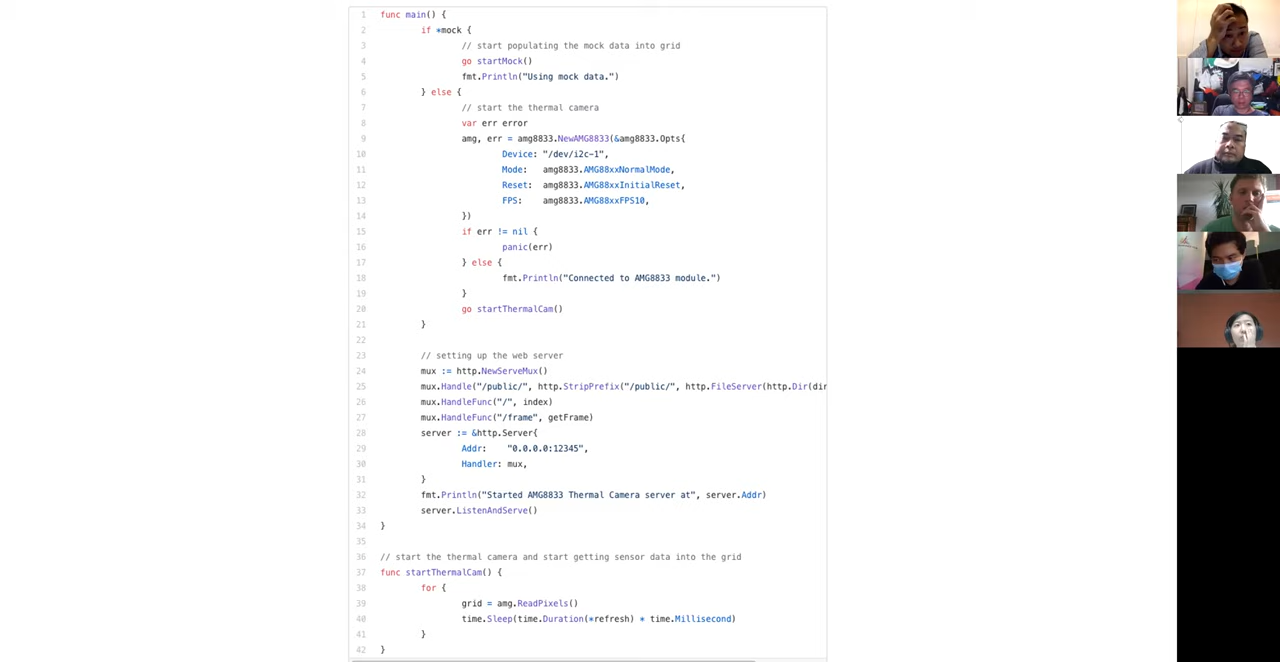 1 func main() {
2 if *mock {
3 // start populating the mock data into grid
4 go startMock()
5 fmt.Println("Using mock data.")
6 } else {
7 // start the thermal camera
8 var err error
9 amg, err = amg8833.NewAMG8833(&amg8833.Opts{
10 Device: "/dev/i2c-1",
11 Mode: amg8833.AMG88xxNormalMode,
12 Reset: amg8833.AMG88xxInitialReset,
13 FPS: amg8833.AMG88xxFPS10,
14 })
15 if err != nil {
16 panic(err)
17 } else {
18 fmt.Println("Connected to AMG8833 module.")
19 }
20 go startThermalCam()
21 }
22
23 // setting up the web server
24 mux := http.NewServeMux()
25 mux.Handle("/public/", http.StripPrefix("/public/", http.FileServer(http.Dir(dir
26 mux.HandleFunc("/", index)
27 mux.HandleFunc("/frame", getFrame)
28 server := &http.Server{
29 Addr: "0.0.0.0:12345",
30 Handler: mux,
31 }
32 fmt.Println("Started AMG8833 Thermal Camera server at", server.Addr)
33 server.ListenAndServe()
34 }
35
36 // start the thermal camera and start getting sensor data into the grid
37 func startThermalCam() {
38 for {
39 grid = amg.ReadPixels()
40 time.Sleep(time.Duration(*refresh) * time.Millisecond)
41 }
42 }